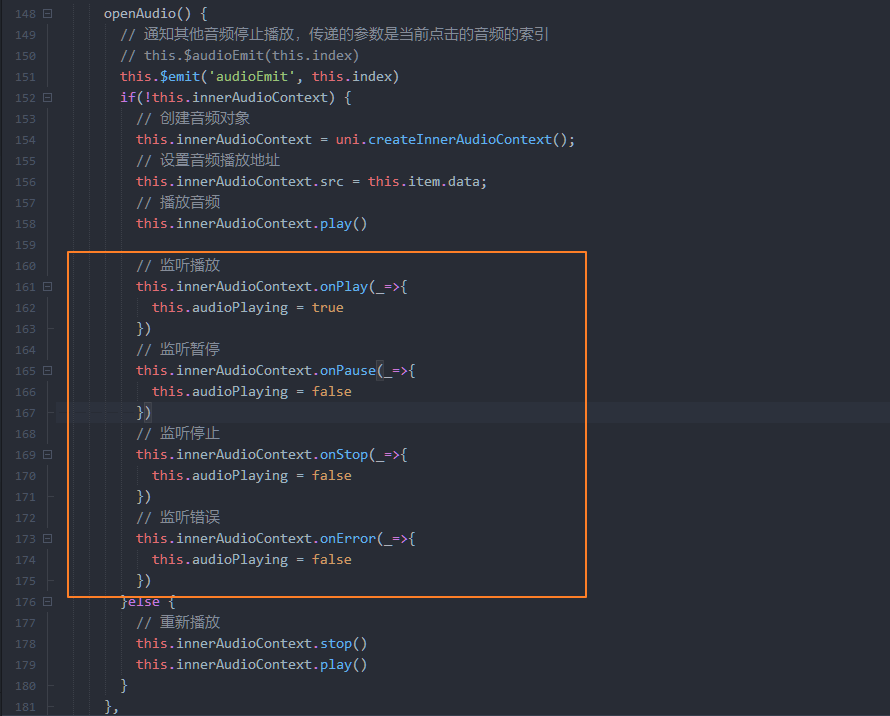 148 openAudio() {
149 // 通知其他音频停止播放，传递的参数是当前点击的音频的索引
150 // this.$audioEmit(this.index)
151 this.$emit('audioEmit', this.index)
152 if(!this.innerAudioContext) {
153 // 创建音频对象
154 this.innerAudioContext = uni.createInnerAudioContext();
155 // 设置音频播放地址
156 this.innerAudioContext.src = this.item.data;
157 // 播放音频
158 this.innerAudioContext.play()
159
160 // 监听播放
161 this.innerAudioContext.onPlay(_=>{
162 this.audioPlaying = true
163 })
164 // 监听暂停
165 this.innerAudioContext.onPause(_=>{
166 this.audioPlaying = false
167 })
168 // 监听停止
169 this.innerAudioContext.onStop(_=>{
170 this.audioPlaying = false
171 })
172 // 监听错误
173 this.innerAudioContext.onError(_=>{
174 this.audioPlaying = false
175 })
176 }else {
177 // 重新播放
178 this.innerAudioContext.stop()
179 this.innerAudioContext.play()
180 }
181 },